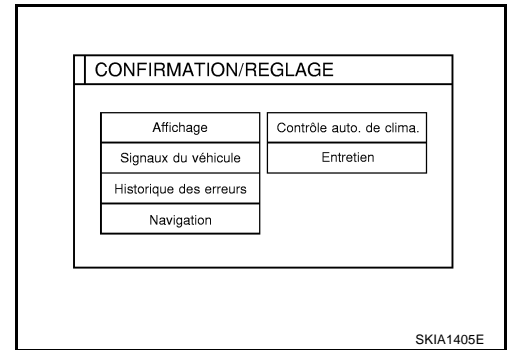 CONFIRMATION/REGLAGE
Affichage
Contrôle auto. de clima.
Signaux du véhicule
Entretien
Historique des erreurs
Navigation
SKIA1405E